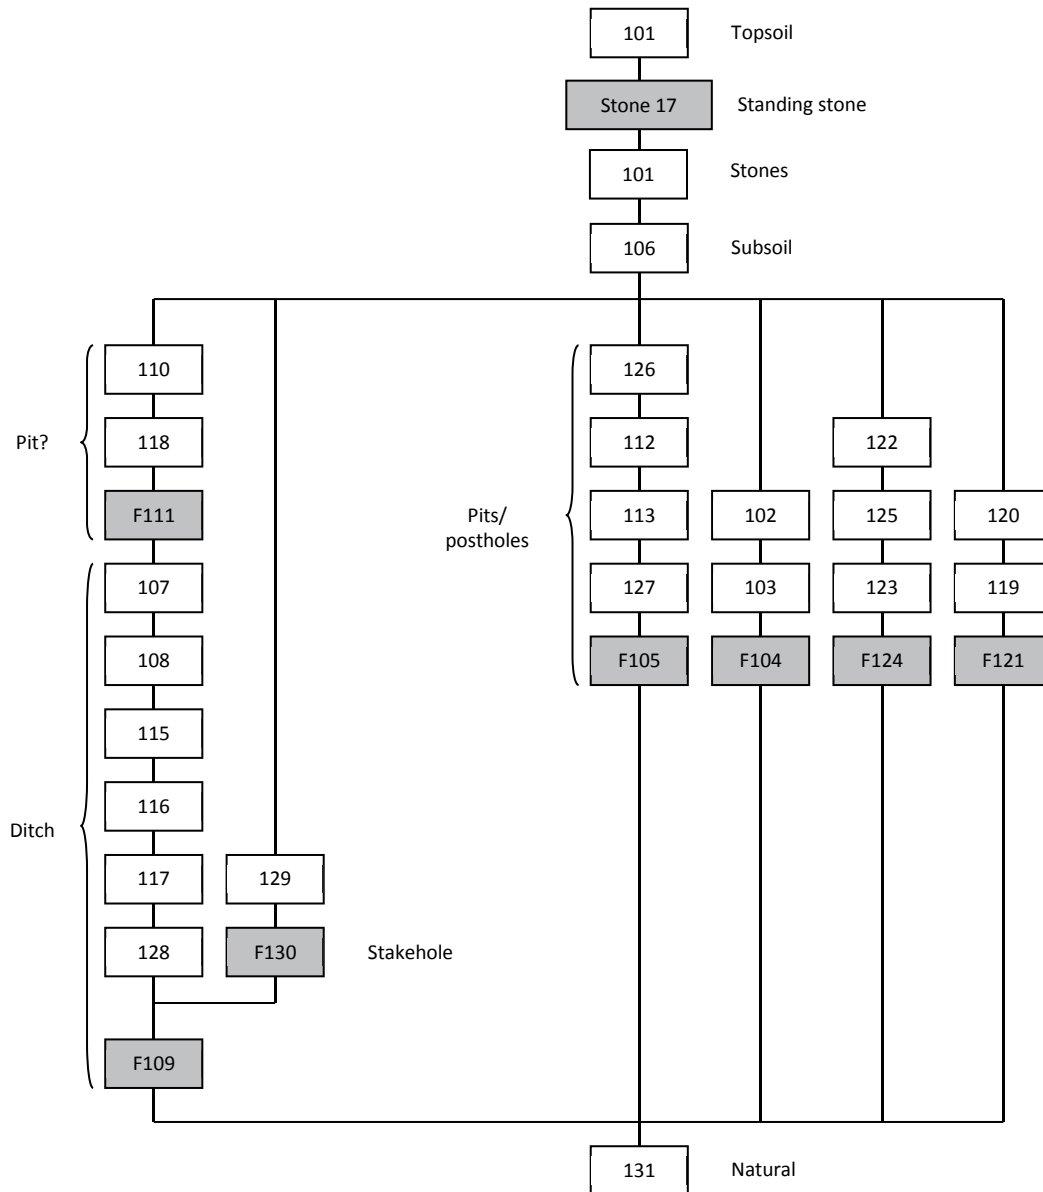 101 Topsoil
Stone 17 Standing stone
101 Stones
106 Subsoil
110 126
Pit? 118 112 122
F111 113 102 125 120
Pits/
postholes
107 127 103 123 119
108 F105 F104 F124 F121
115
116
Ditch
117 129
128 F130 Stakehole
F109
131 Natural